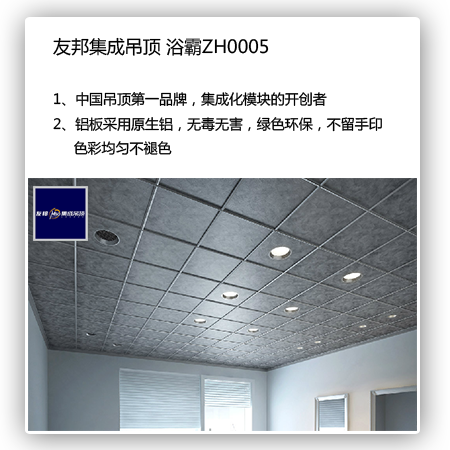 友邦集成吊顶 浴霸ZH0005
1、中国吊顶第一品牌，集成化模块的开创者
2、铝板采用原生铝，无毒无害，绿色环保，不留手印
色彩均匀不褪色
友邦 集成吊顶